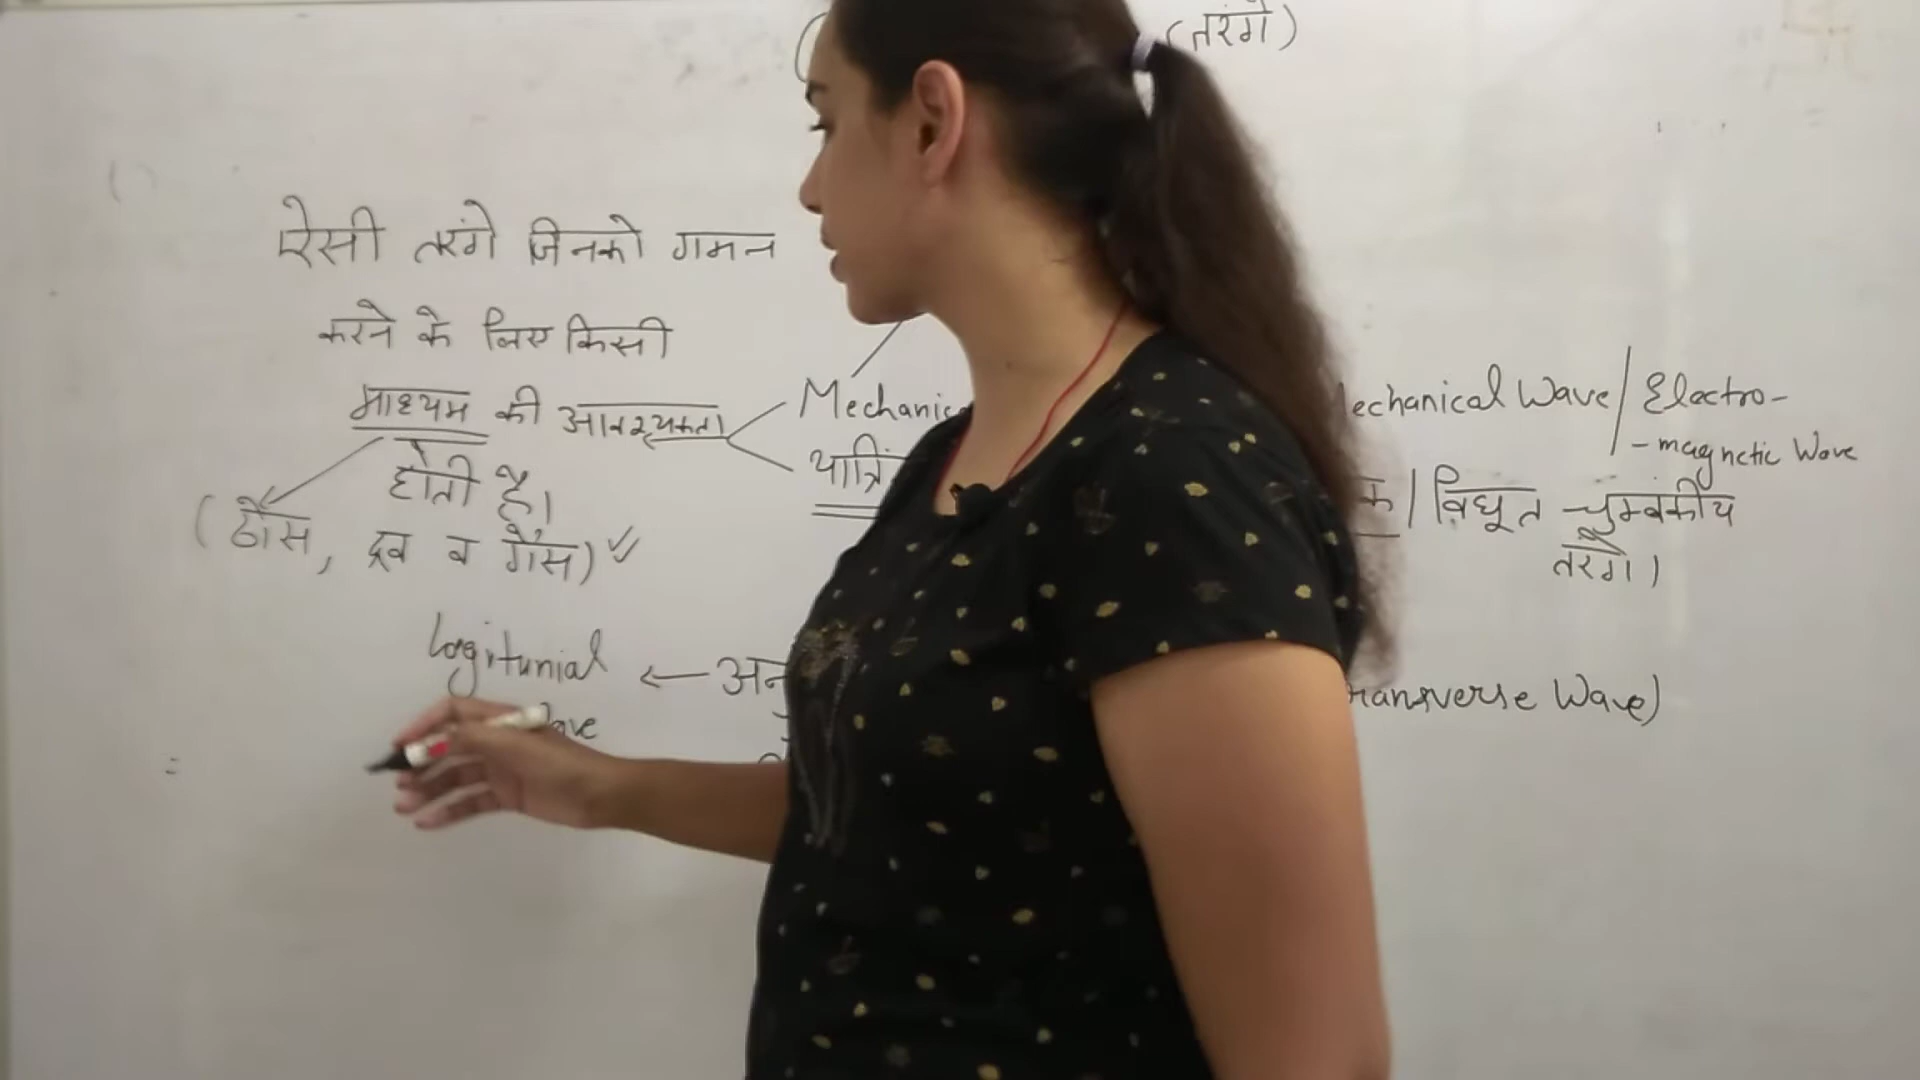 (तरंगे)
ऐसी तरंगे जिनको गमन
करने के लिए किसी
माध्यम की आवश्यकता
होती है।
(ठोस, द्रव व गैस)
Mechanic
यात्रि
echanical Wave / Electro-
-magnetic Wave
क / विधूत चुम्बकीय
तरंगे।
Logitunial ← अनु
ave
ransverse Wave)